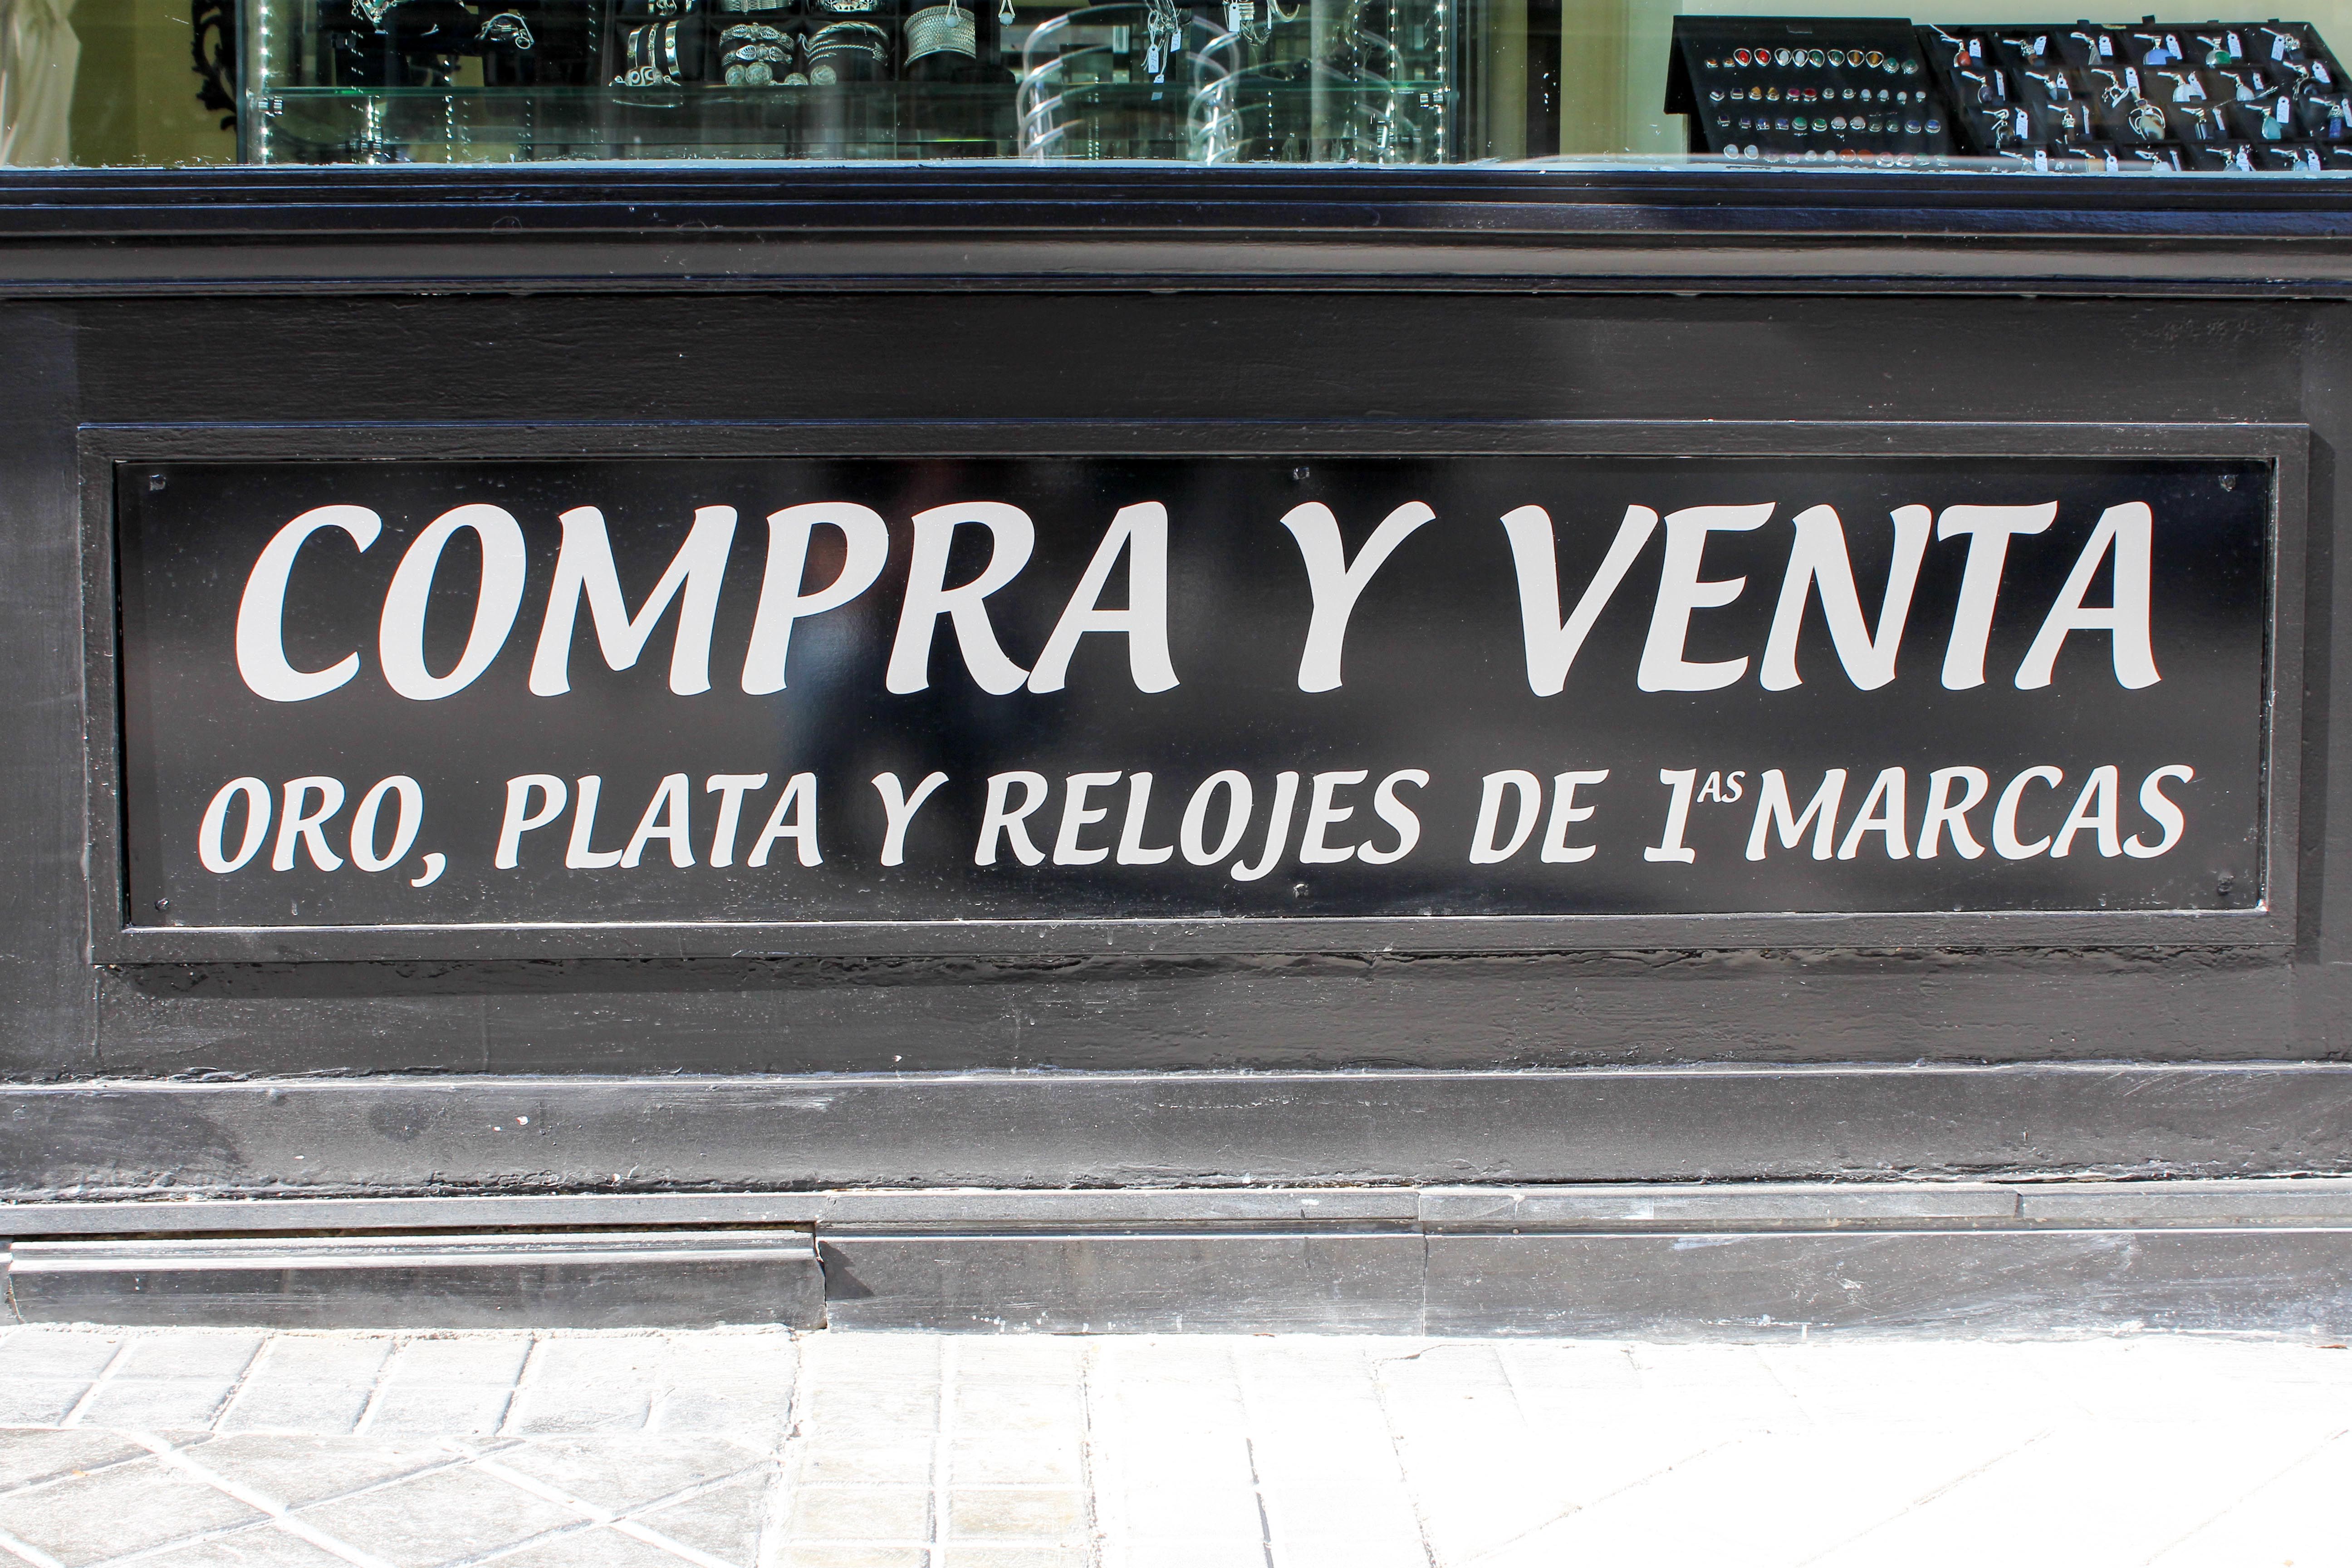 COMPRA Y VENTA
ORO, PLATA Y RELOJES DE 1AS MARCAS